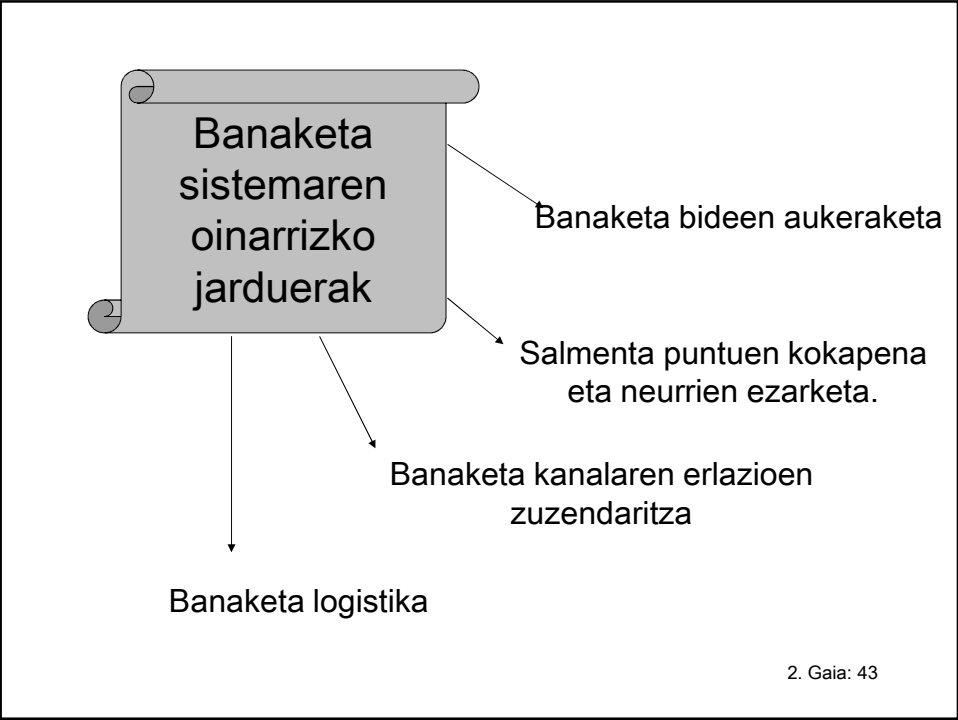 Banaketa
sistemaren
oinarrizko
jarduerak
Banaketa bideen aukeraketa
Salmenta puntuen kokapena
eta neurrien ezarketa.
Banaketa kanalaren erlazioen
zuzendaritza
Banaketa logistika
2. Gaia: 43